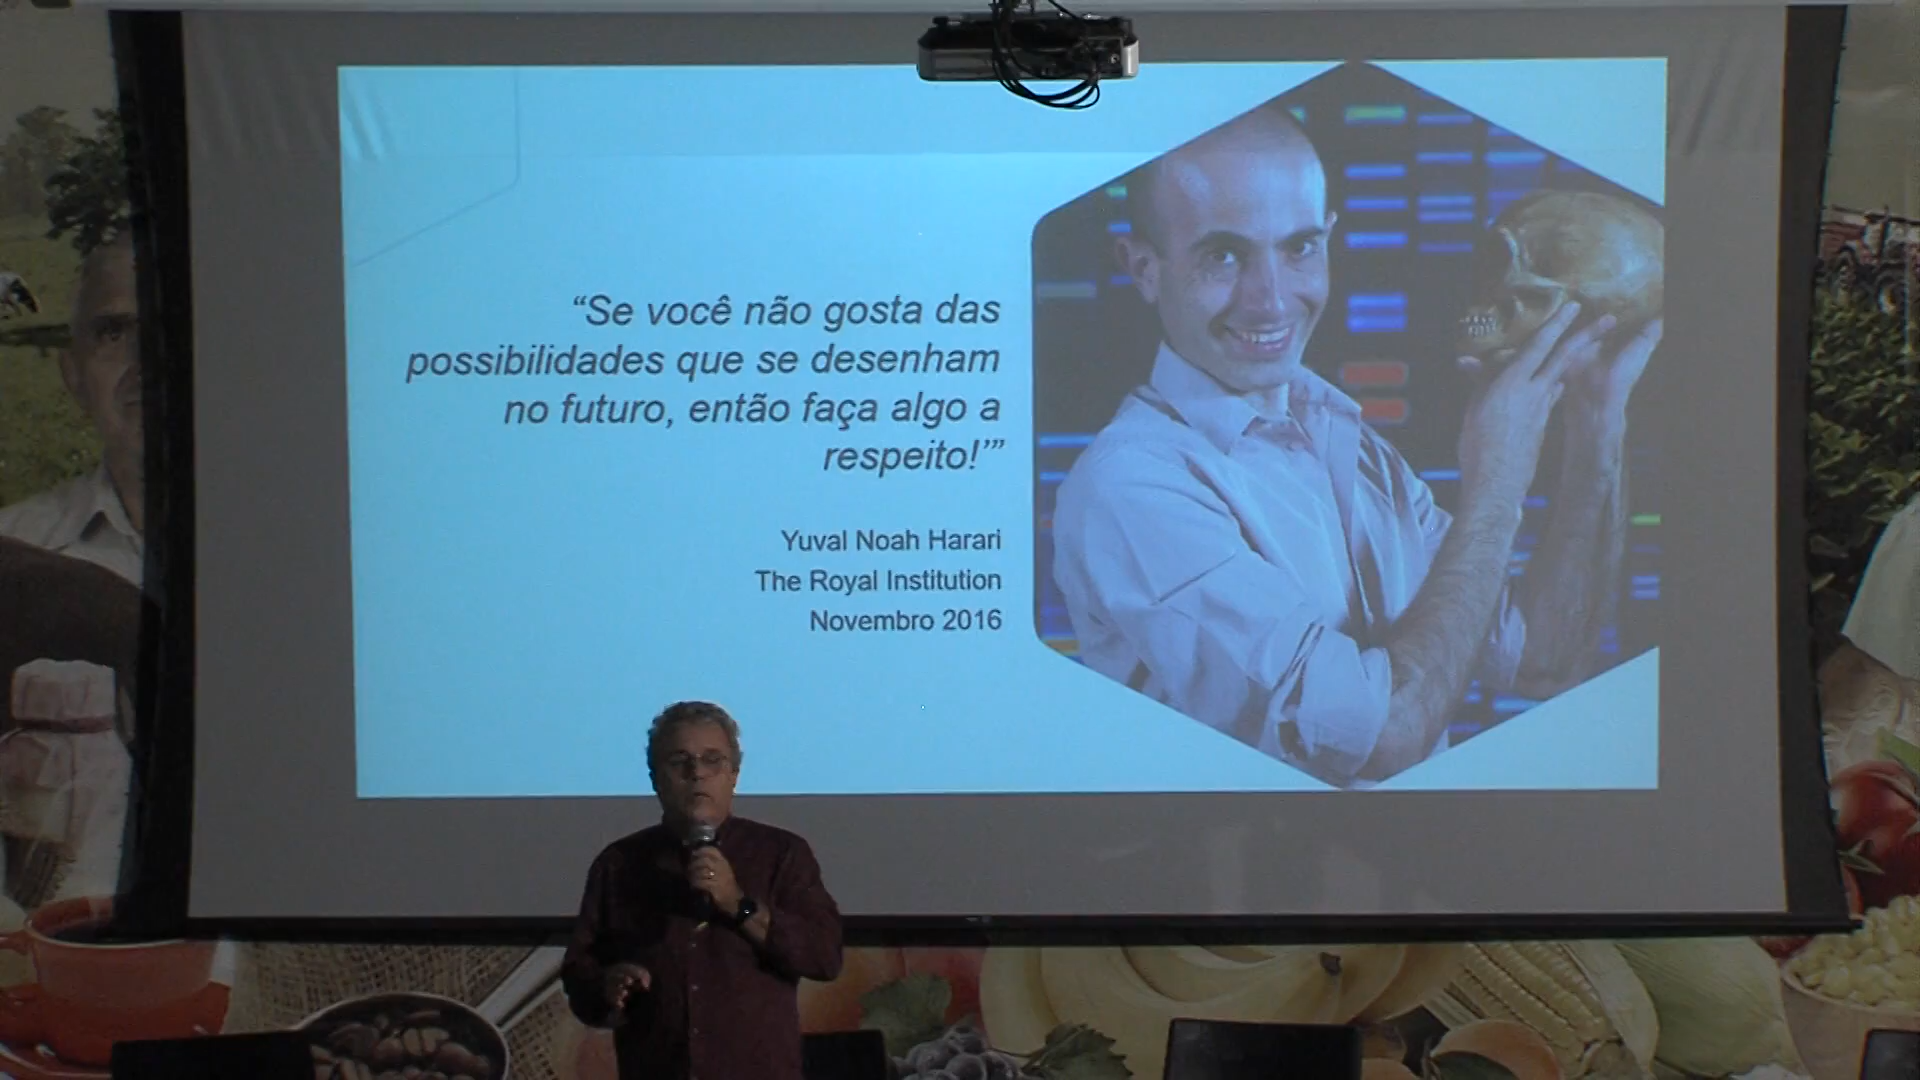 “Se você não gosta das
possibilidades que se desenham
no futuro, então faça algo a
respeito!’”
Yuval Noah Harari
The Royal Institution
Novembro 2016